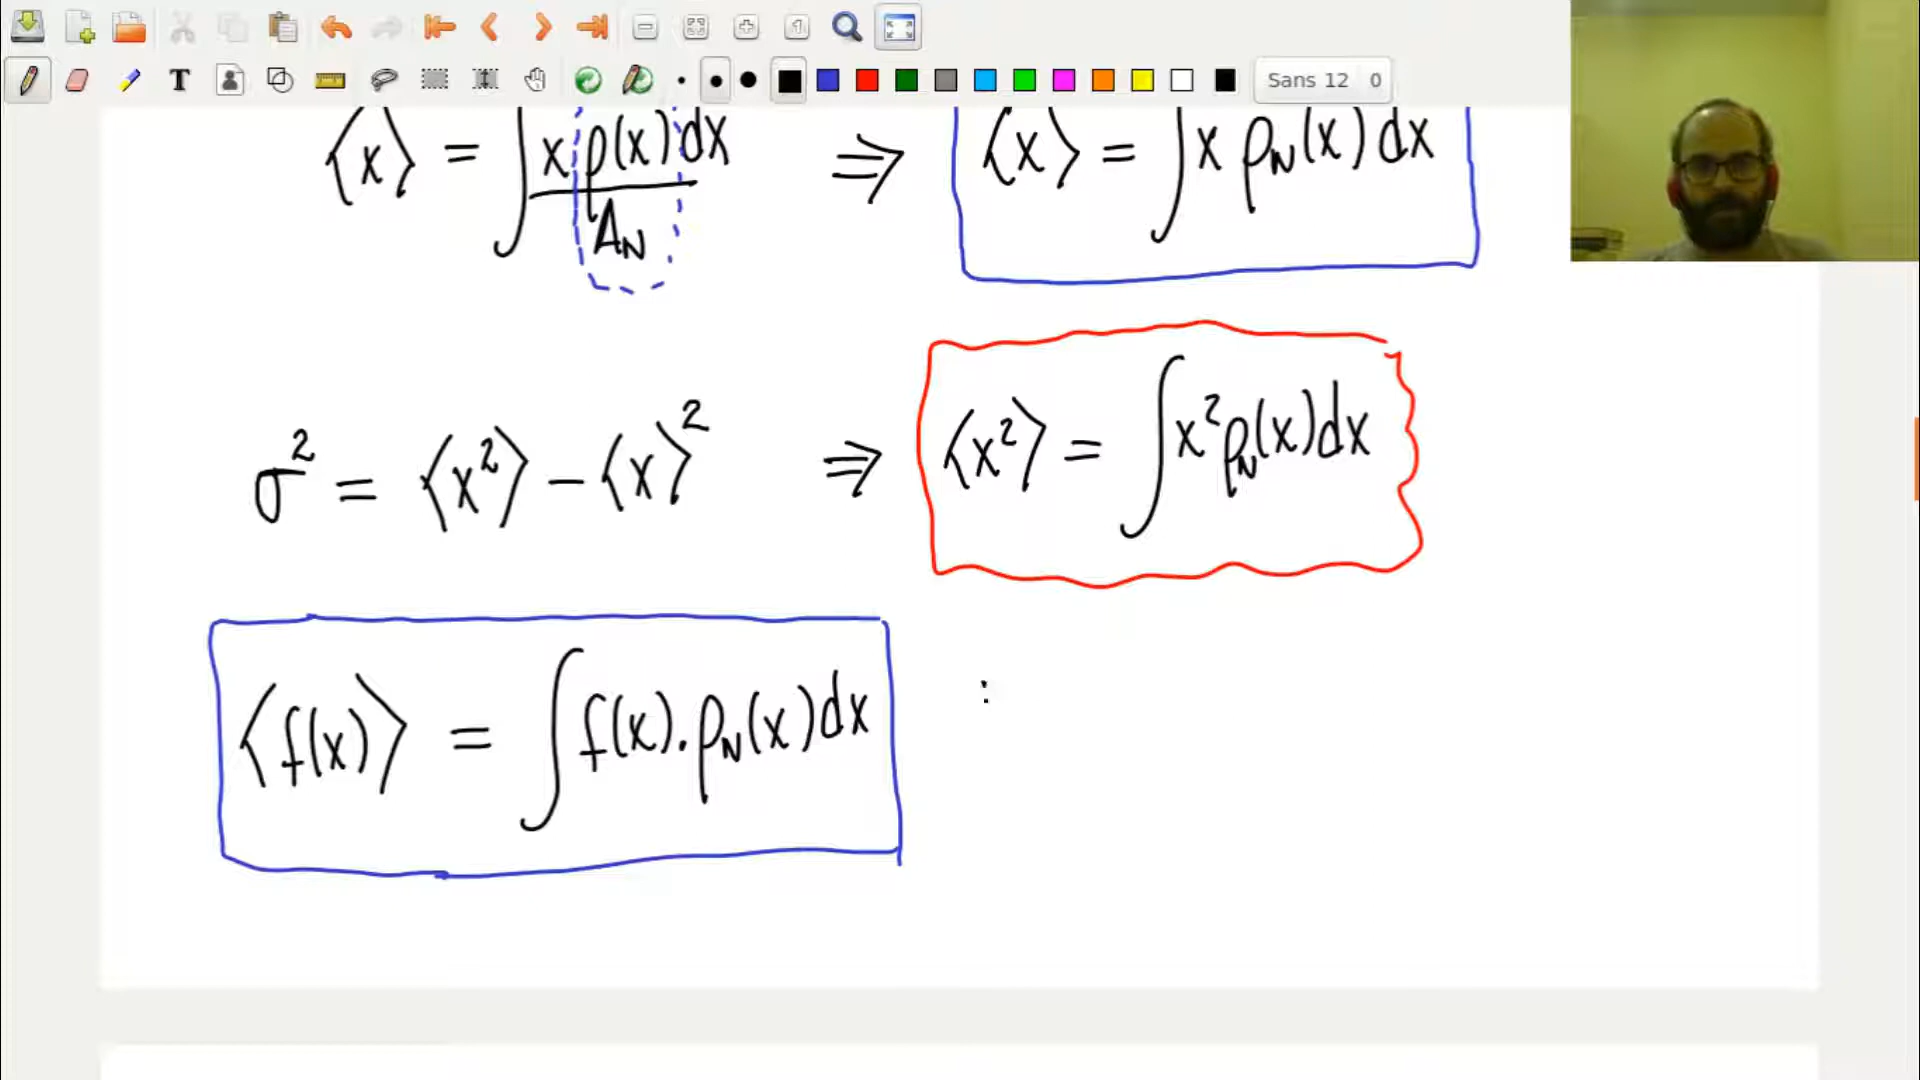 T Sans 12 0
⟨x⟩ = ∫ x ρ(x) dx / A_N ⇒ ⟨x⟩ = ∫ x ρ_N(x) dx
σ² = ⟨x²⟩ − ⟨x⟩² ⇒ ⟨x²⟩ = ∫ x² ρ_N(x) dx
⟨f(x)⟩ = ∫ f(x) . ρ_N(x) dx